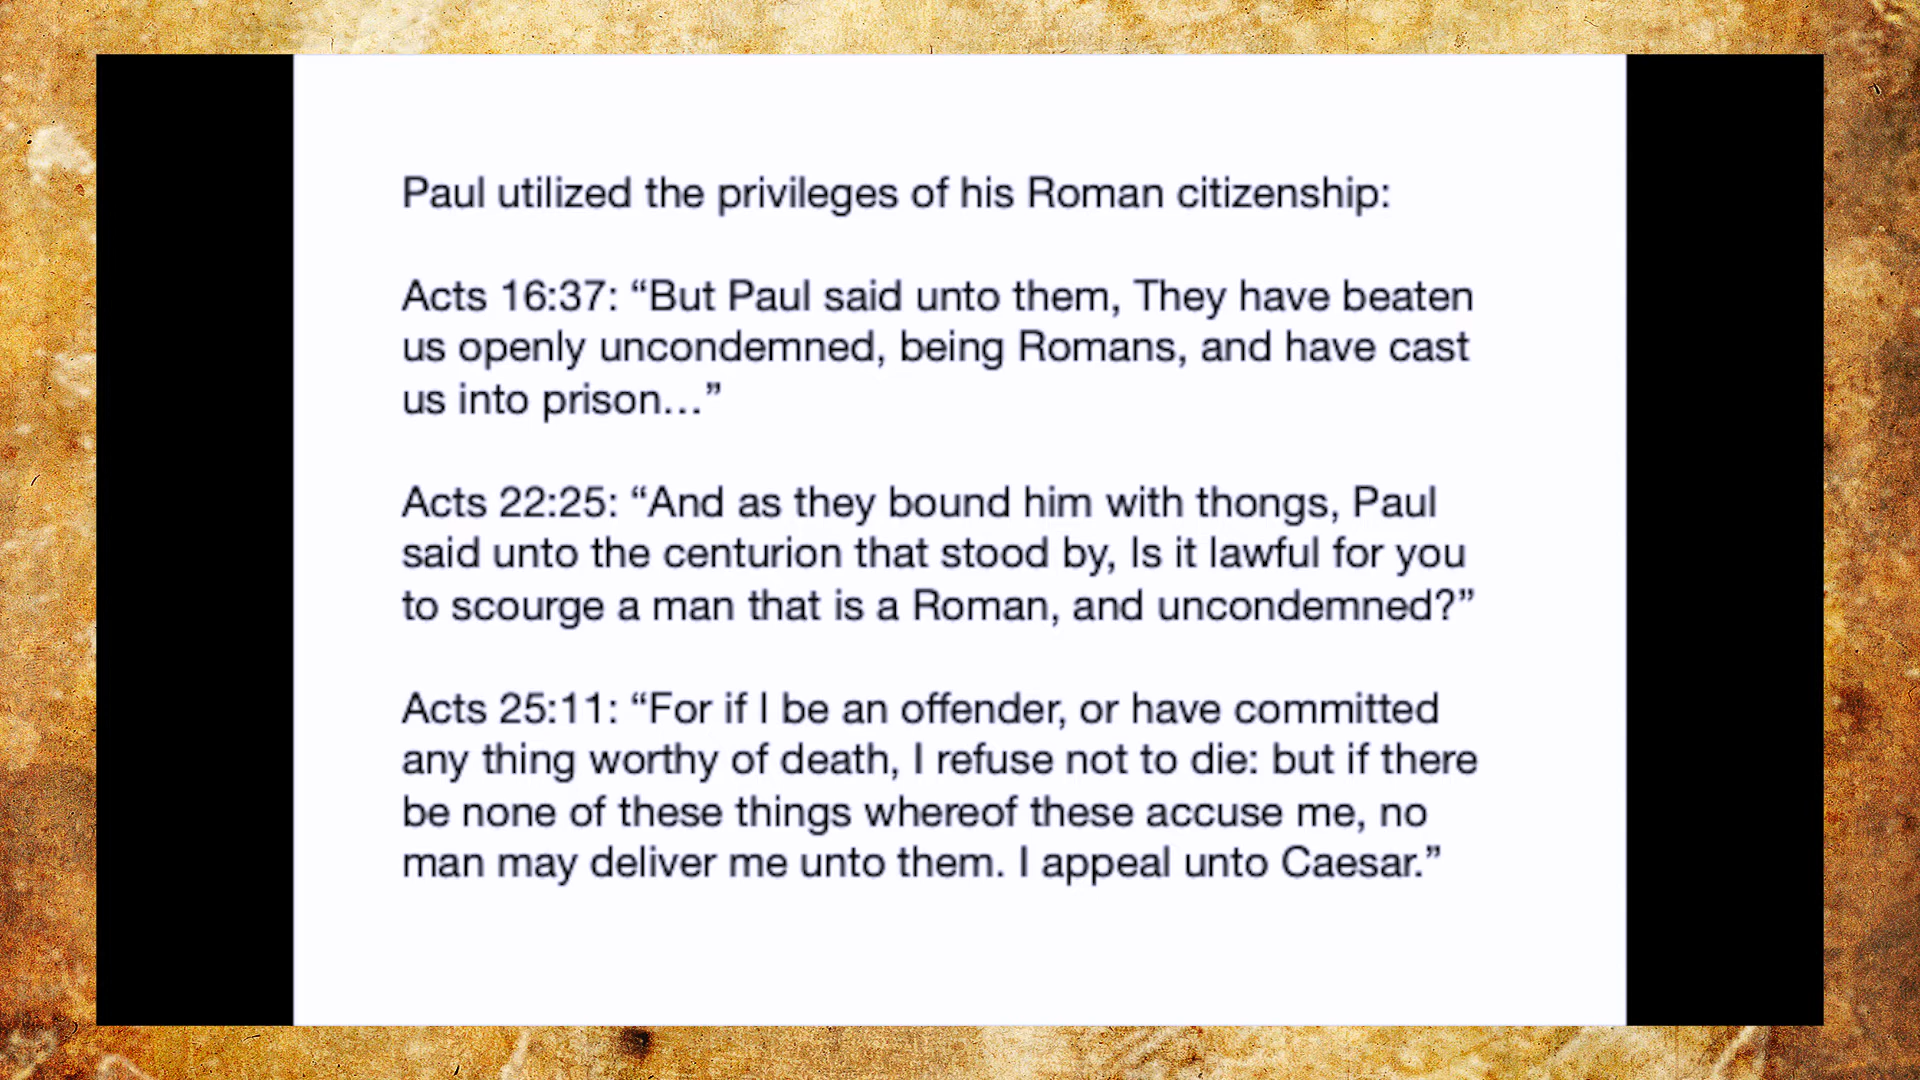 Paul utilized the privileges of his Roman citizenship:
Acts 16:37: “But Paul said unto them, They have beaten
us openly uncondemned, being Romans, and have cast
us into prison…”
Acts 22:25: “And as they bound him with thongs, Paul
said unto the centurion that stood by, Is it lawful for you
to scourge a man that is a Roman, and uncondemned?”
Acts 25:11: “For if I be an offender, or have committed
any thing worthy of death, I refuse not to die: but if there
be none of these things whereof these accuse me, no
man may deliver me unto them. I appeal unto Caesar.”